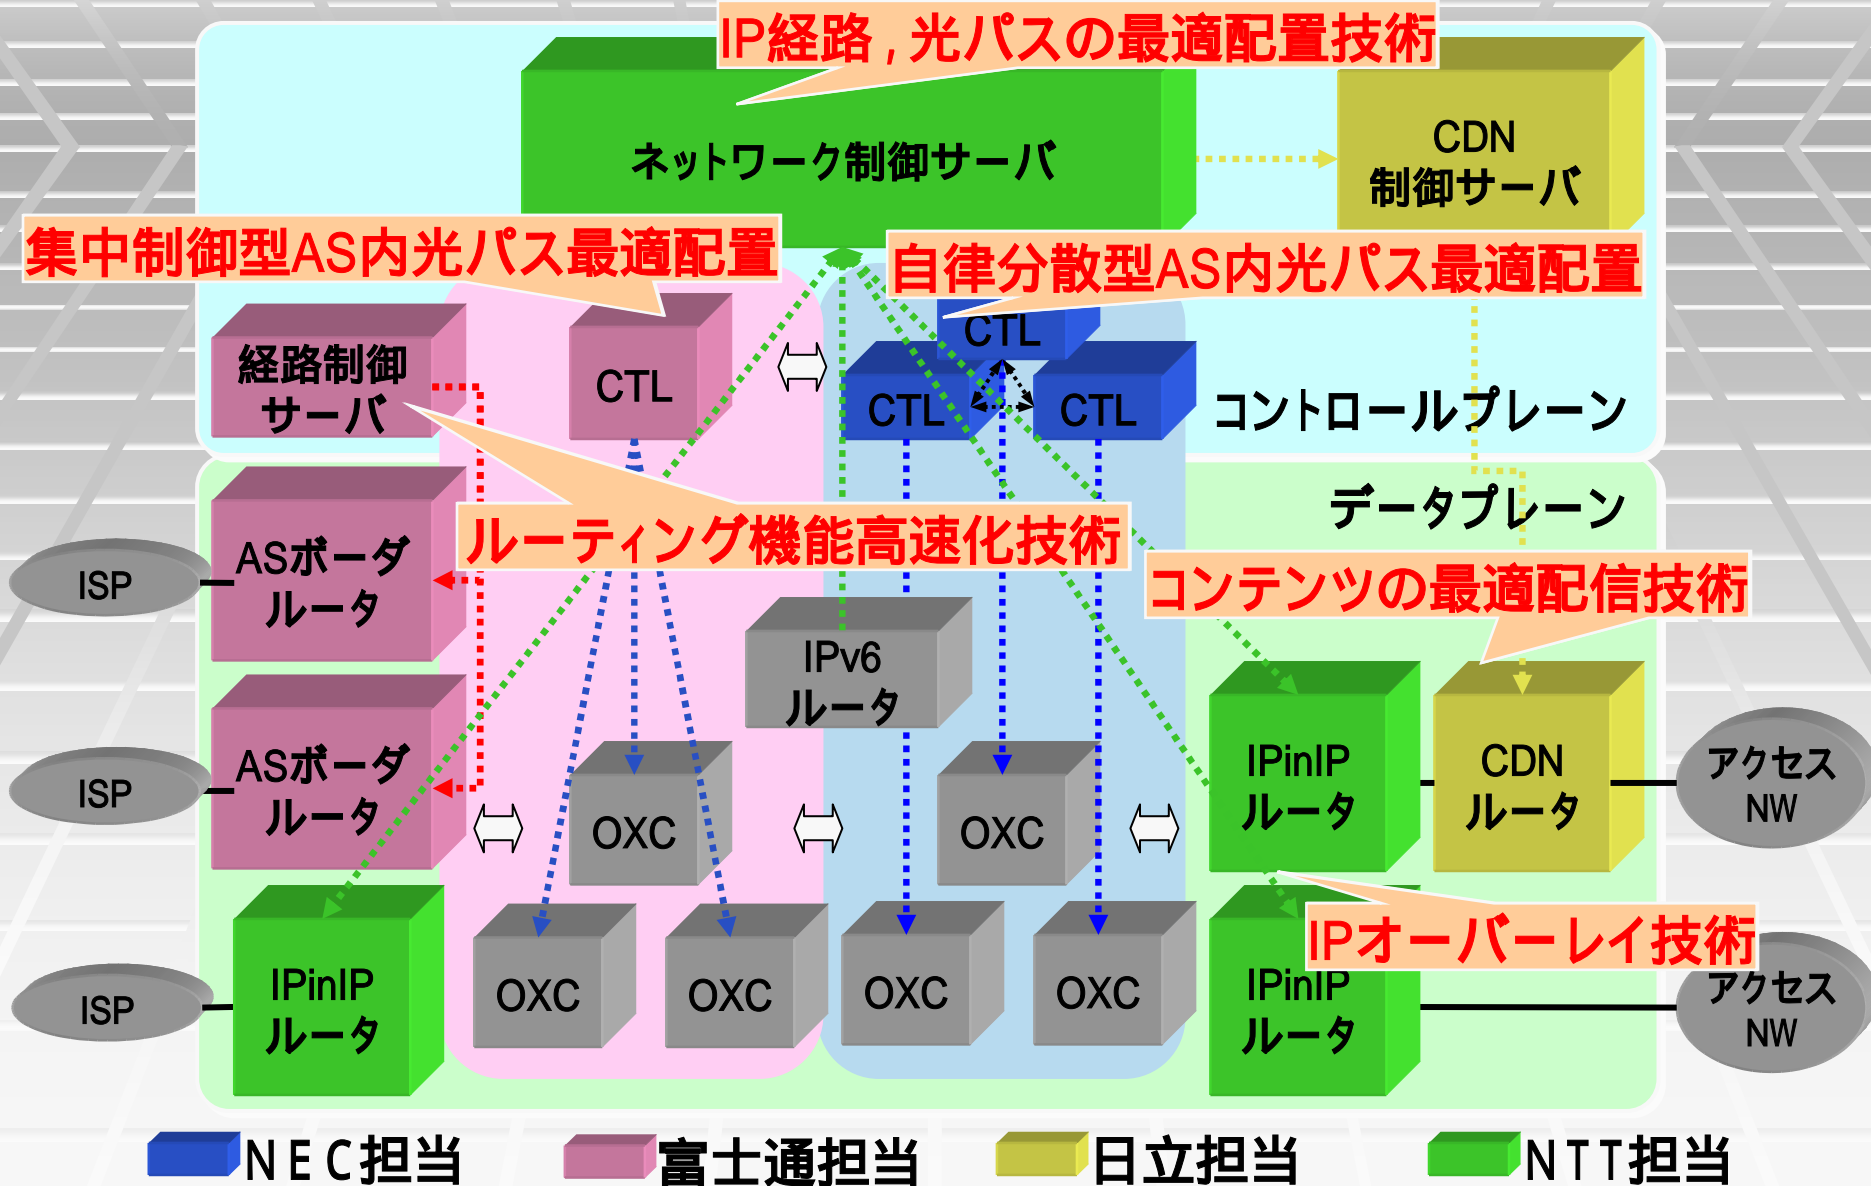 IP経路，光パスの最適配置技術
ネットワーク制御サーバ
CDN
制御サーバ
集中制御型AS内光パス最適配置
自律分散型AS内光パス最適配置
経路制御
サーバ
CTL
CTL
CTL
CTL
コントロールプレーン
データプレーン
ルーティング機能高速化技術
コンテンツの最適配信技術
ISP
ASボーダ
ルータ
IPv6
ルータ
ISP
ASボーダ
ルータ
OXC
OXC
IPinIP
ルータ
CDN
ルータ
アクセス
NW
IPオーバーレイ技術
ISP
IPinIP
ルータ
OXC
OXC
OXC
OXC
IPinIP
ルータ
アクセス
NW
ＮＥＣ担当
富士通担当
日立担当
ＮＴＴ担当